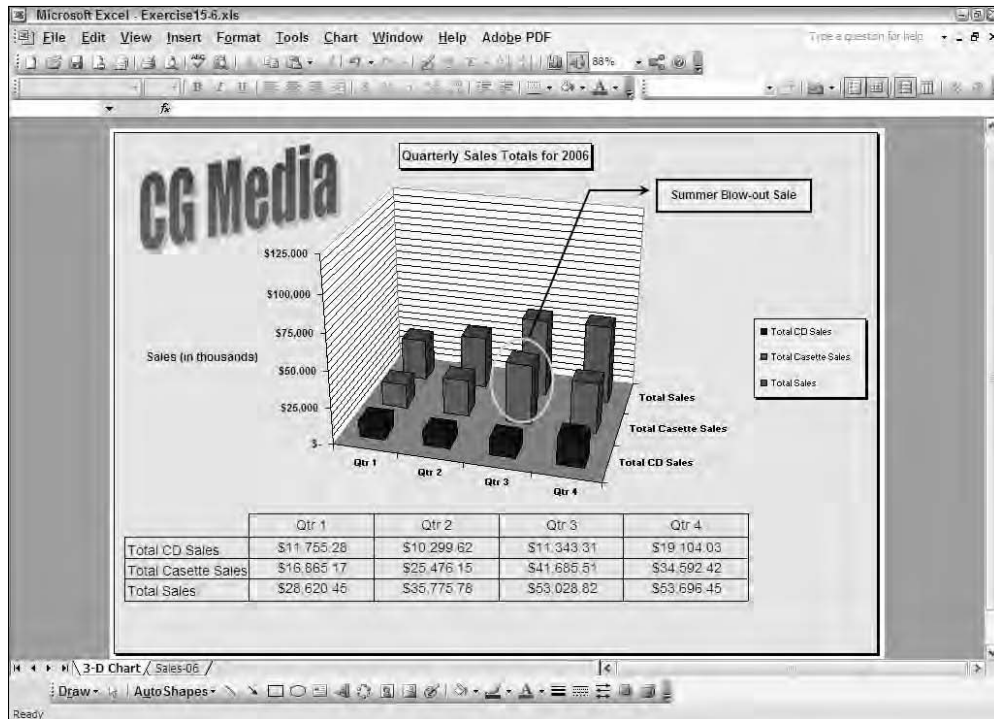 Microsoft Excel - Exercise15-6.xls
File Edit View Insert Format Tools Chart Window Help Adobe PDF
Type a question for help
88%
B I U
fx
CG Media
Quarterly Sales Totals for 2006
Summer Blow-out Sale
$125,000
$100,000
$75,000
$50,000
$25,000
$-
Sales (in thousands)
Total CD Sales
Total Casette Sales
Total Sales
Total Sales
Total Casette Sales
Total CD Sales
Qtr 1
Qtr 2
Qtr 3
Qtr 4
Qtr 1 Qtr 2 Qtr 3 Qtr 4
Total CD Sales $11,755.28 $10,299.62 $11,343.31 $19,104.03
Total Casette Sales $16,865.17 $25,476.15 $41,685.51 $34,592.42
Total Sales $28,620.45 $35,775.78 $53,028.82 $53,696.45
3-D Chart Sales-06
Draw AutoShapes
Ready